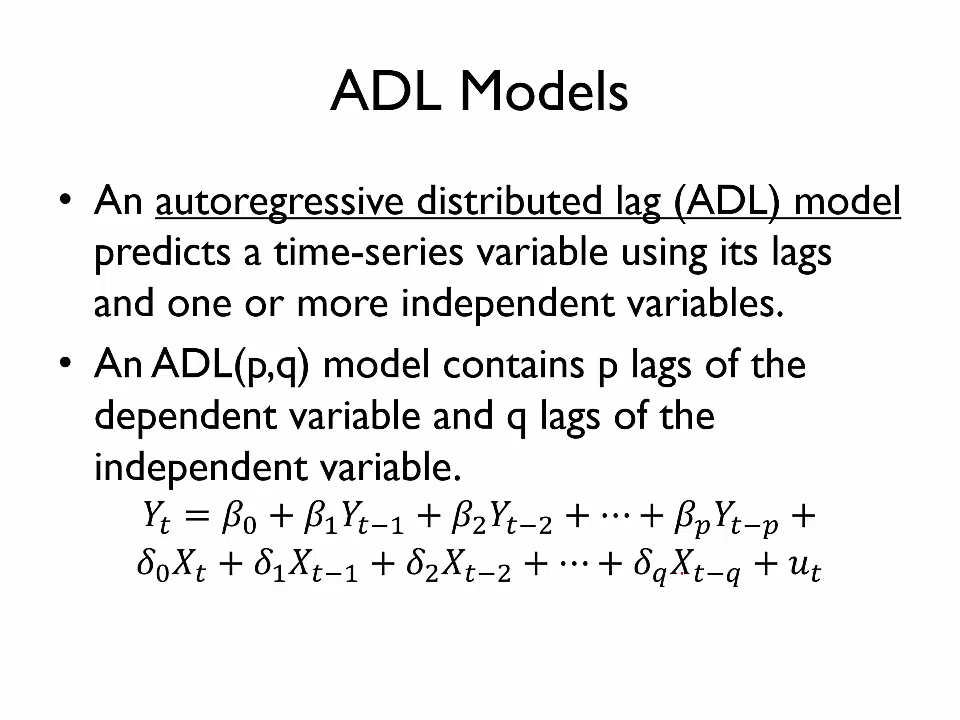 ADL Models
• An autoregressive distributed lag (ADL) model
predicts a time-series variable using its lags
and one or more independent variables.
• An ADL(p,q) model contains p lags of the
dependent variable and q lags of the
independent variable.
𝑌ₜ = 𝛽₀ + 𝛽₁𝑌ₜ₋₁ + 𝛽₂𝑌ₜ₋₂ + ⋯ + 𝛽ₚ𝑌ₜ₋ₚ +
𝛿₀𝑋ₜ + 𝛿₁𝑋ₜ₋₁ + 𝛿₂𝑋ₜ₋₂ + ⋯ + 𝛿_q𝑋_{t−q} + 𝑢ₜ